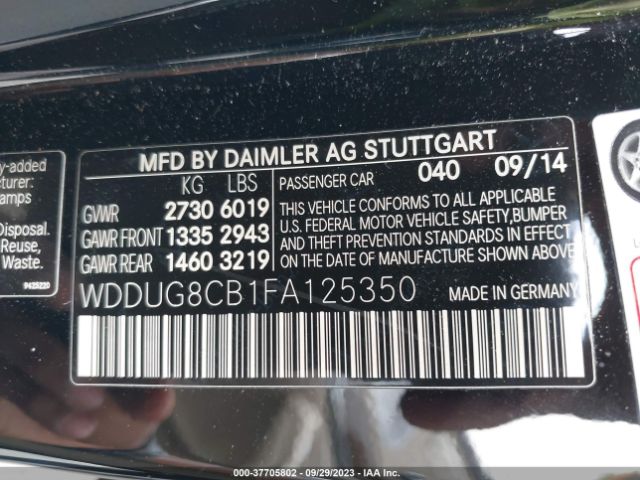 y-added
cturer:
amps
Disposal.
Reuse,
Waste.
9425220
MFD BY DAIMLER AG STUTTGART
KG LBS
GVWR 2730 6019
GAWR FRONT 1335 2943
GAWR REAR 1460 3219
PASSENGER CAR 040 09/14
THIS VEHICLE CONFORMS TO ALL APPLICABLE
U.S. FEDERAL MOTOR VEHICLE SAFETY,BUMPER
AND THEFT PREVENTION STANDARDS IN EFFECT
ON DATE OF MANUFACTURE SHOWN ABOVE.
WDDUG8CB1FA125350 MADE IN GERMANY
000-37705802 - 09/29/2023 - IAA Inc.